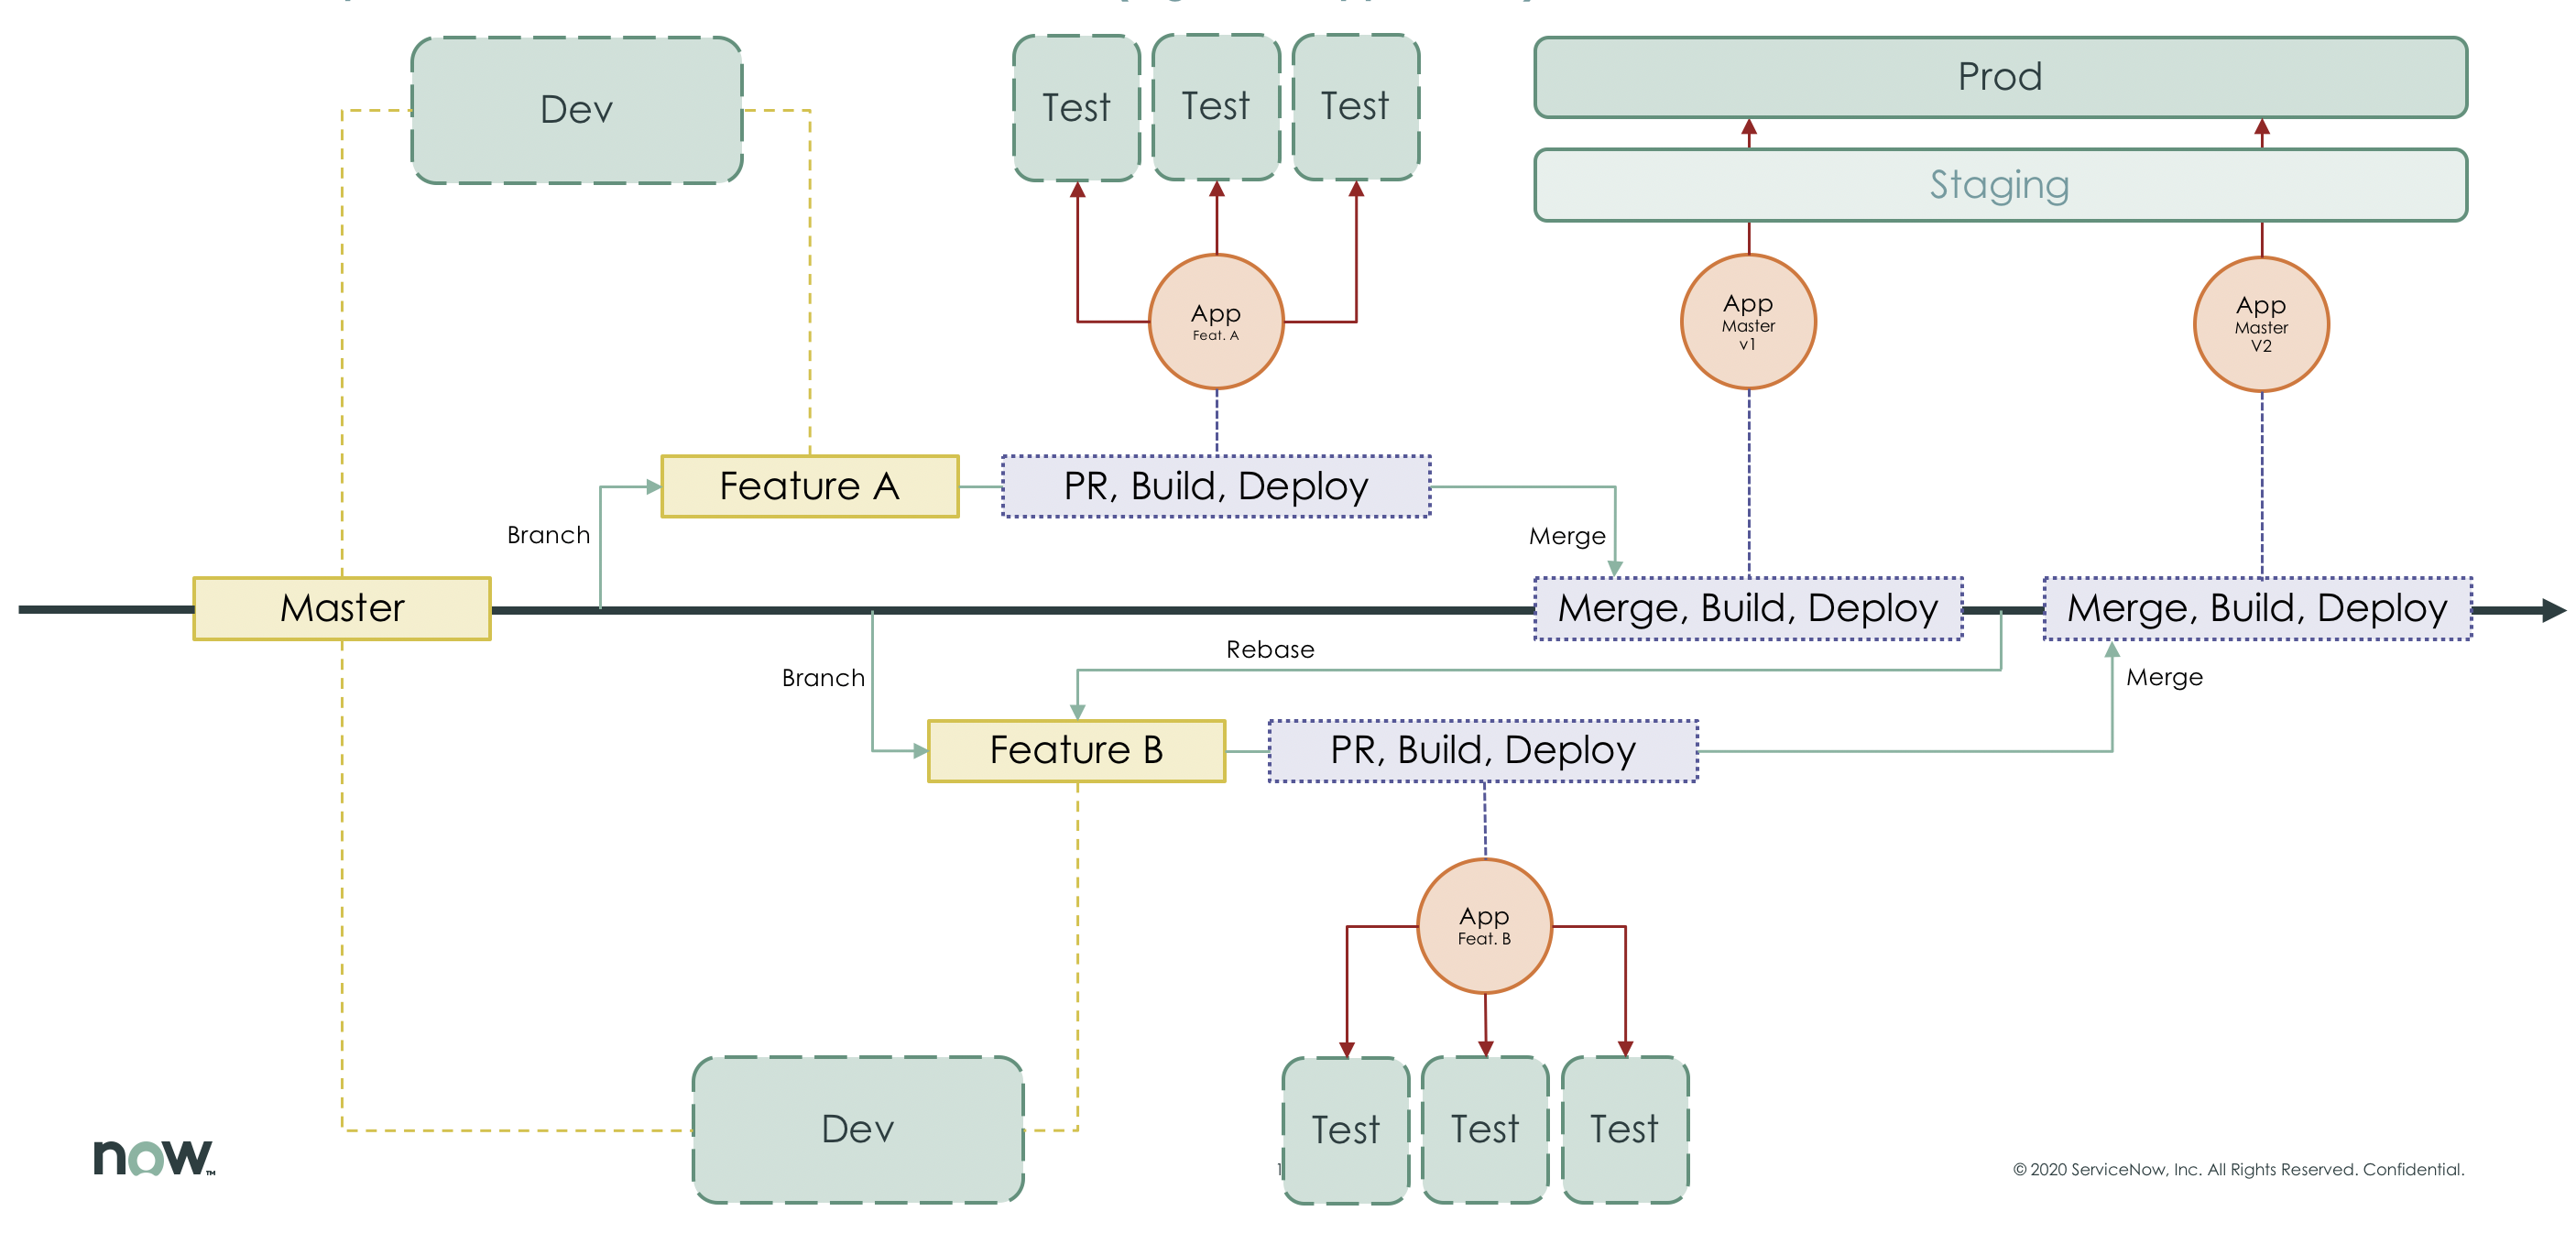 Dev
Test
Test
Test
Prod
Staging
App
Feat. A
App
Master
v1
App
Master
V2
Feature A
PR, Build, Deploy
Branch
Merge
Master
Merge, Build, Deploy
Merge, Build, Deploy
Rebase
Branch
Merge
Feature B
PR, Build, Deploy
App
Feat. B
Dev
Test
Test
Test
now™
1
© 2020 ServiceNow, Inc. All Rights Reserved. Confidential.